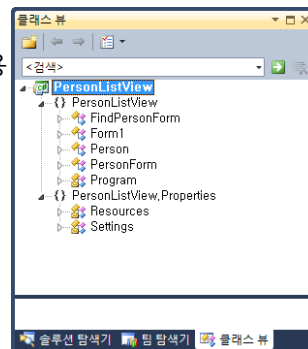 클래스 뷰
<검색>
PersonListView
{} PersonListView
FindPersonForm
Form1
Person
PersonForm
Program
{} PersonListView.Properties
Resources
Settings
솔루션 탐색기 팀 탐색기 클래스 뷰